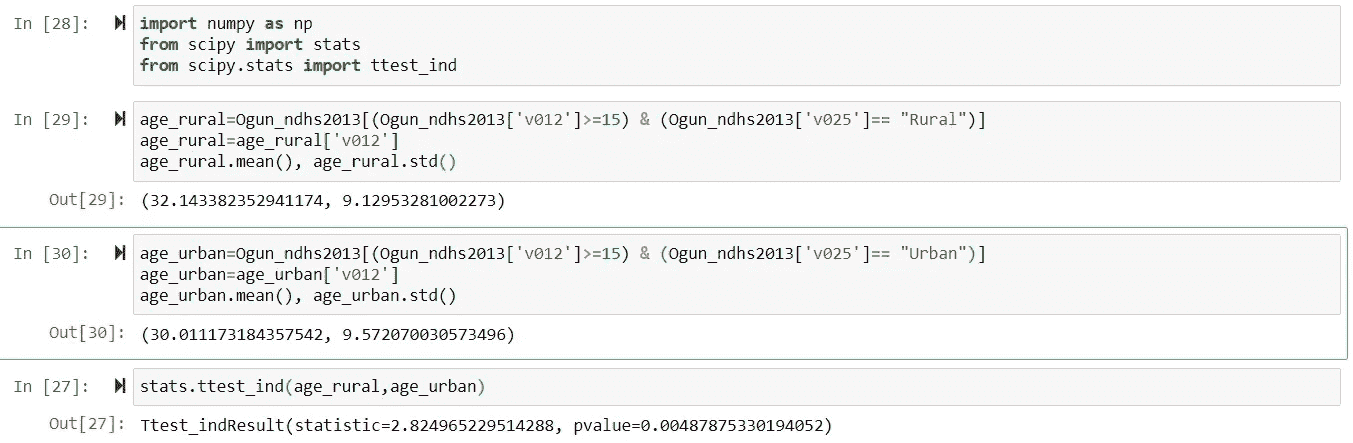 In [28]: import numpy as np
from scipy import stats
from scipy.stats import ttest_ind
In [29]: age_rural=Ogun_ndhs2013[(Ogun_ndhs2013['v012']>=15) & (Ogun_ndhs2013['v025']== "Rural")]
age_rural=age_rural['v012']
age_rural.mean(), age_rural.std()
Out[29]: (32.143382352941174, 9.12953281002273)
In [30]: age_urban=Ogun_ndhs2013[(Ogun_ndhs2013['v012']>=15) & (Ogun_ndhs2013['v025']== "Urban")]
age_urban=age_urban['v012']
age_urban.mean(), age_urban.std()
Out[30]: (30.011173184357542, 9.572070030573496)
In [27]: stats.ttest_ind(age_rural,age_urban)
Out[27]: Ttest_indResult(statistic=2.824965229514288, pvalue=0.00487875330194052)